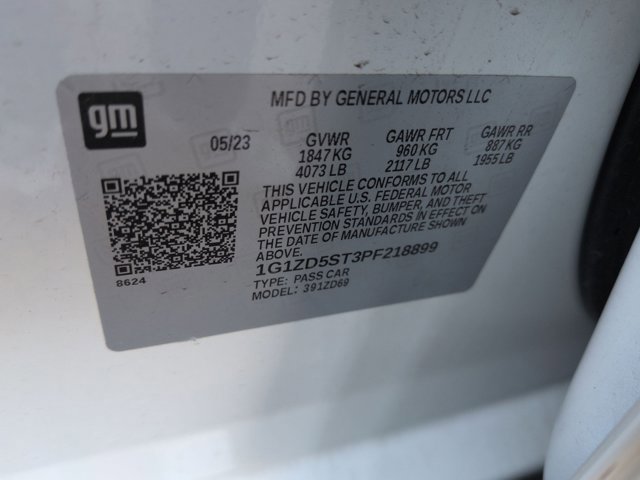 gm
MFD BY GENERAL MOTORS LLC
05/23 GVWR GAWR FRT GAWR RR
1847 KG 960 KG 887 KG
4073 LB 2117 LB 1955 LB
THIS VEHICLE CONFORMS TO ALL
APPLICABLE U.S. FEDERAL MOTOR
VEHICLE SAFETY, BUMPER, AND THEFT
PREVENTION STANDARDS IN EFFECT ON
THE DATE OF MANUFACTURE SHOWN
ABOVE.
1G1ZD5ST3PF218899
TYPE: PASS CAR
MODEL: 391ZD69
8624